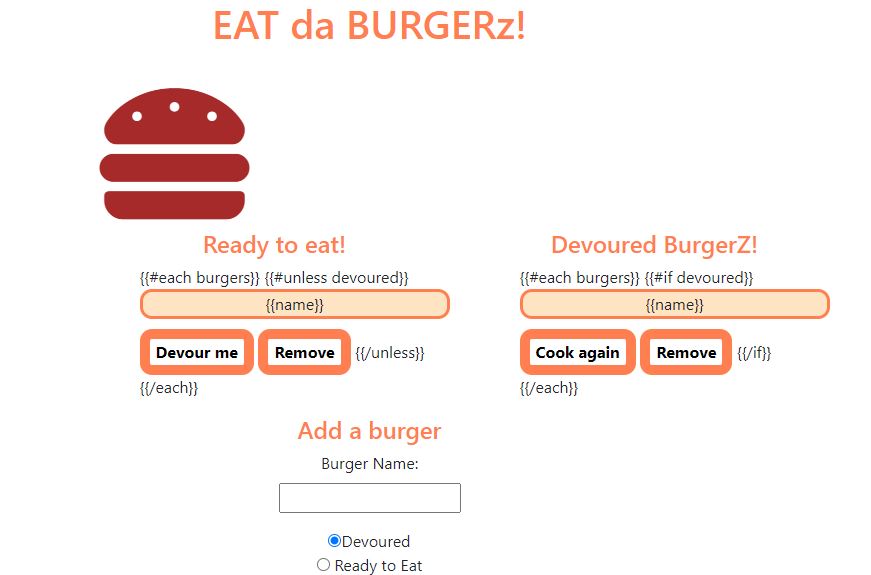 EAT da BURGERz!
Ready to eat!
{{#each burgers}} {{#unless devoured}}
{{name}}
Devour me Remove {{/unless}}
{{/each}}
Devoured BurgerZ!
{{#each burgers}} {{#if devoured}}
{{name}}
Cook again Remove {{/if}}
{{/each}}
Add a burger
Burger Name:
Devoured
Ready to Eat